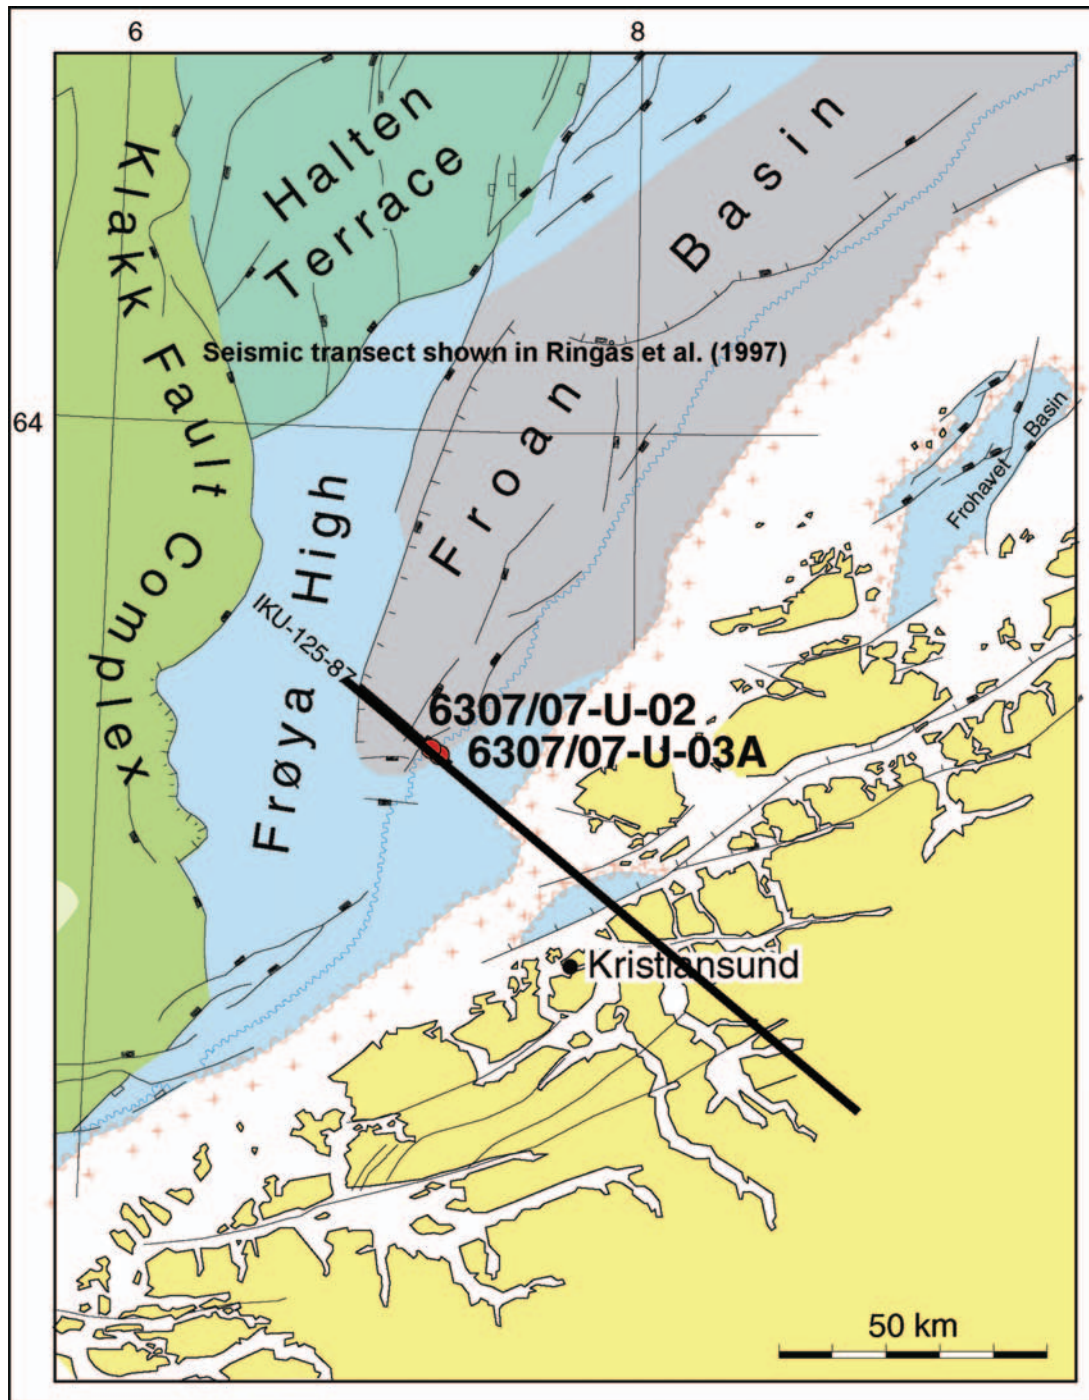 6 8
Halten
Terrace
Basin
Klakk Fault Complex
Seismic transect shown in Ringas et al. (1997)
64
Froan
Basin
Frohavet
Frøya High
IKU-125-87
6307/07-U-02
6307/07-U-03A
Kristiansund
50 km